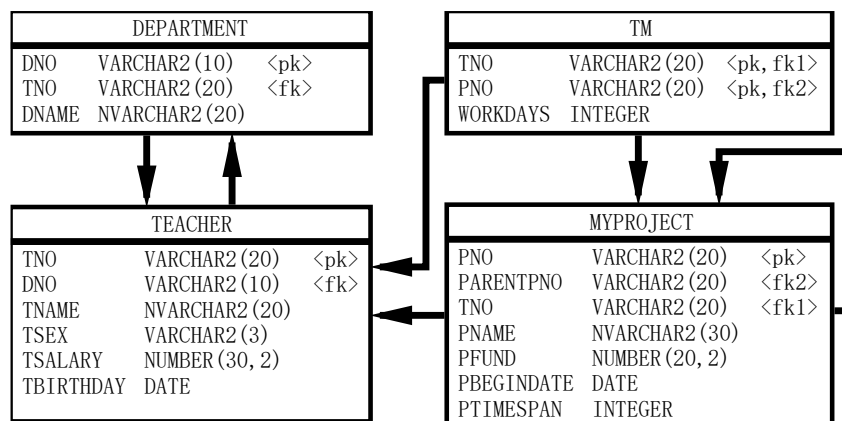 DEPARTMENT
DNO VARCHAR2(10) <pk>
TNO VARCHAR2(20) <fk>
DNAME NVARCHAR2(20)
TM
TNO VARCHAR2(20) <pk,fk1>
PNO VARCHAR2(20) <pk,fk2>
WORKDAYS INTEGER
TEACHER
TNO VARCHAR2(20) <pk>
DNO VARCHAR2(10) <fk>
TNAME NVARCHAR2(20)
TSEX VARCHAR2(3)
TSALARY NUMBER(30,2)
TBIRTHDAY DATE
MYPROJECT
PNO VARCHAR2(20) <pk>
PARENTPNO VARCHAR2(20) <fk2>
TNO VARCHAR2(20) <fk1>
PNAME NVARCHAR2(30)
PFUND NUMBER(20,2)
PBEGINDATE DATE
PTIMESPAN INTEGER